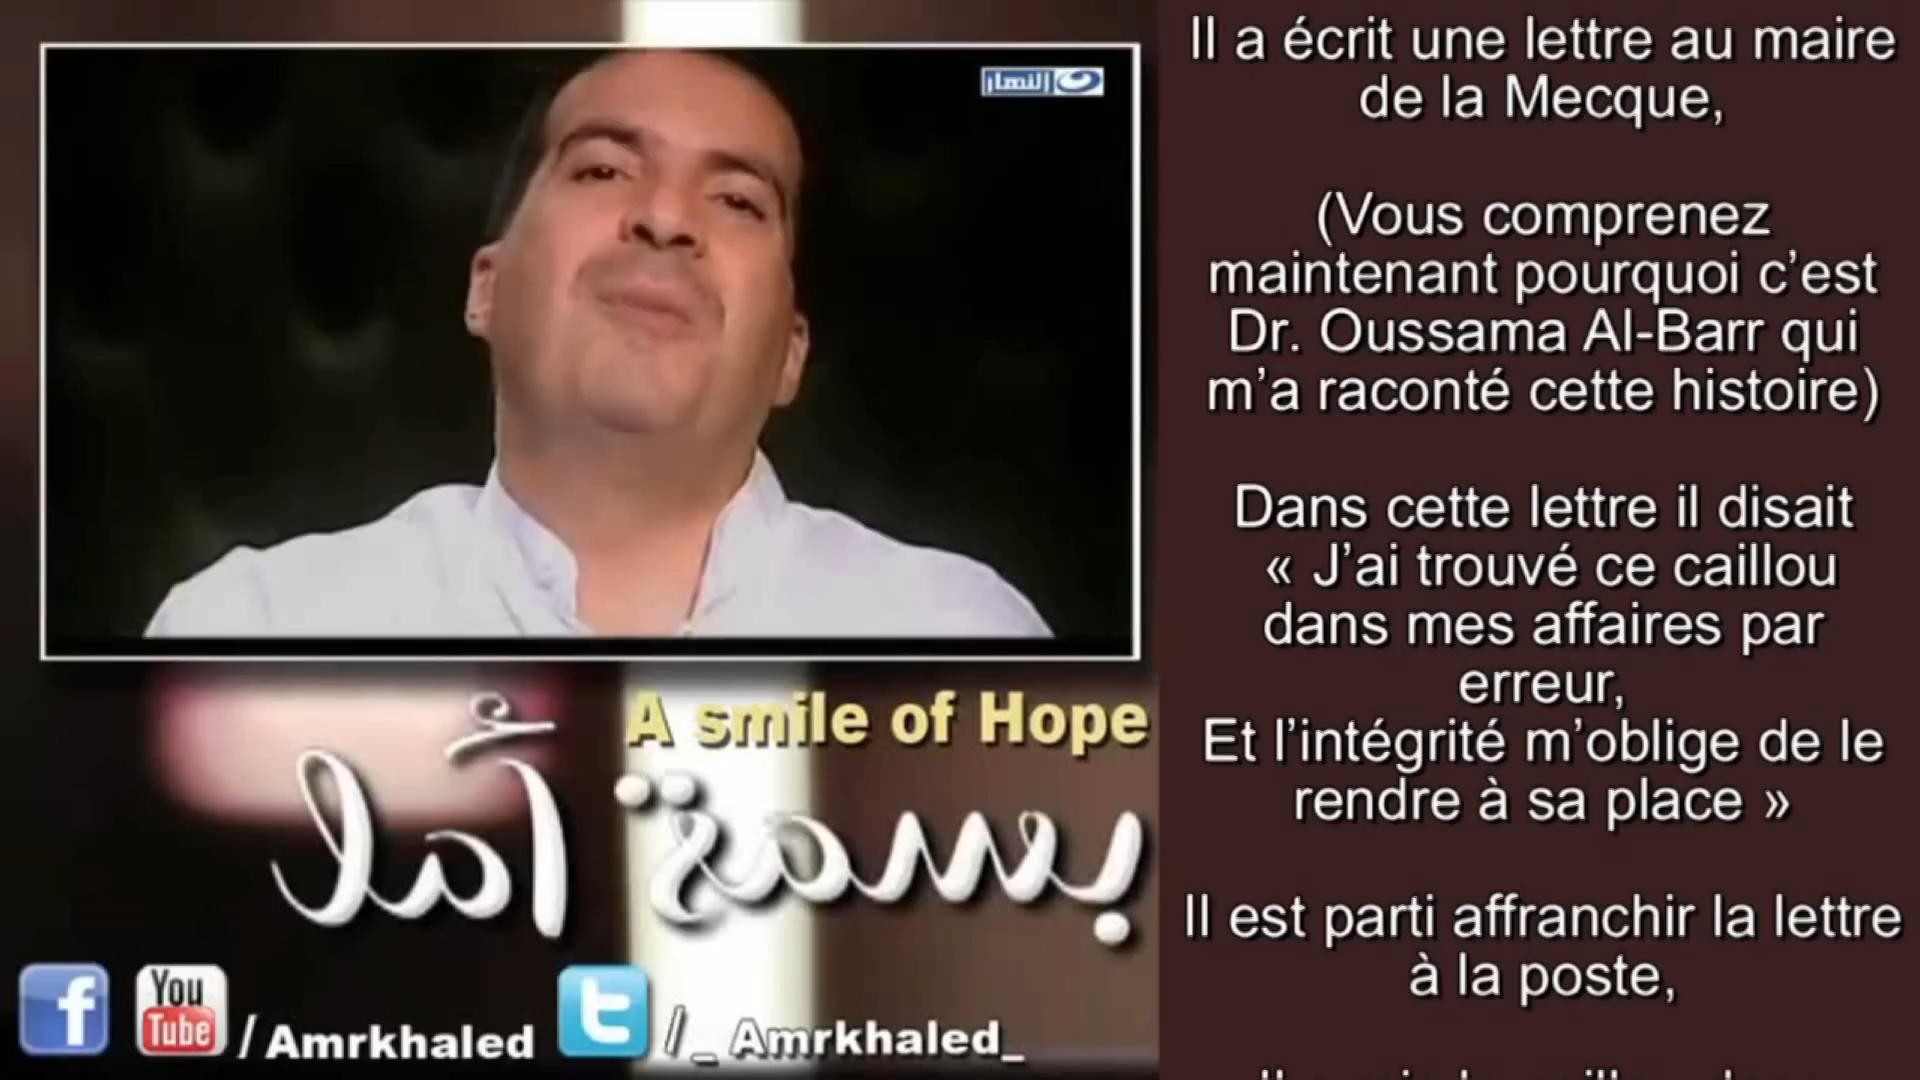 النهار
A smile of Hope
بسمة أمل
/Amrkhaled
/_Amrkhaled_
You
Tube
Il a écrit une lettre au maire
de la Mecque,
(Vous comprenez
maintenant pourquoi c’est
Dr. Oussama Al-Barr qui
m’a raconté cette histoire)
Dans cette lettre il disait
« J’ai trouvé ce caillou
dans mes affaires par
erreur,
Et l’intégrité m’oblige de le
rendre à sa place »
Il est parti affranchir la lettre
à la poste,